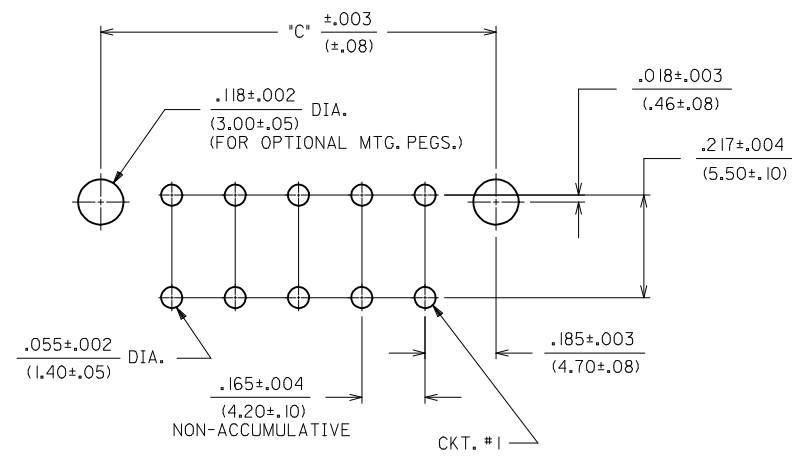 "C" ±.003
(±.08)
.118±.002 DIA.
(3.00±.05)
(FOR OPTIONAL MTG. PEGS.)
.018±.003
(.46±.08)
.217±.004
(5.50±.10)
.055±.002 DIA.
(1.40±.05)
.165±.004
(4.20±.10)
NON-ACCUMULATIVE
.185±.003
(4.70±.08)
CKT. #1